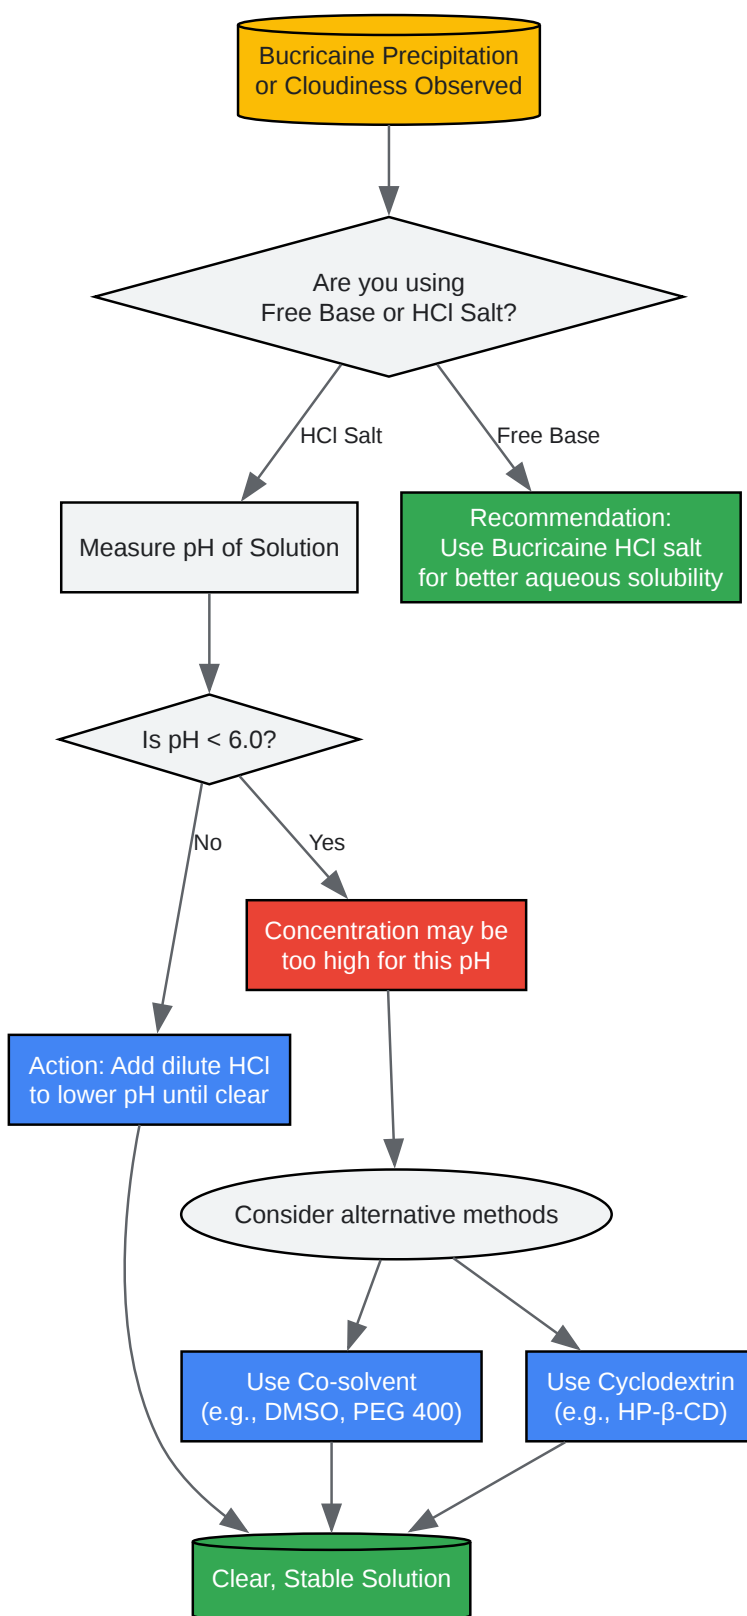 Bucricaine Precipitation
or Cloudiness Observed
Are you using
Free Base or HCl Salt?
HCl Salt
Free Base
Measure pH of Solution
Recommendation:
Use Bucricaine HCl salt
for better aqueous solubility
Is pH < 6.0?
No
Yes
Concentration may be
too high for this pH
Action: Add dilute HCl
to lower pH until clear
Consider alternative methods
Use Co-solvent
(e.g., DMSO, PEG 400)
Use Cyclodextrin
(e.g., HP-β-CD)
Clear, Stable Solution